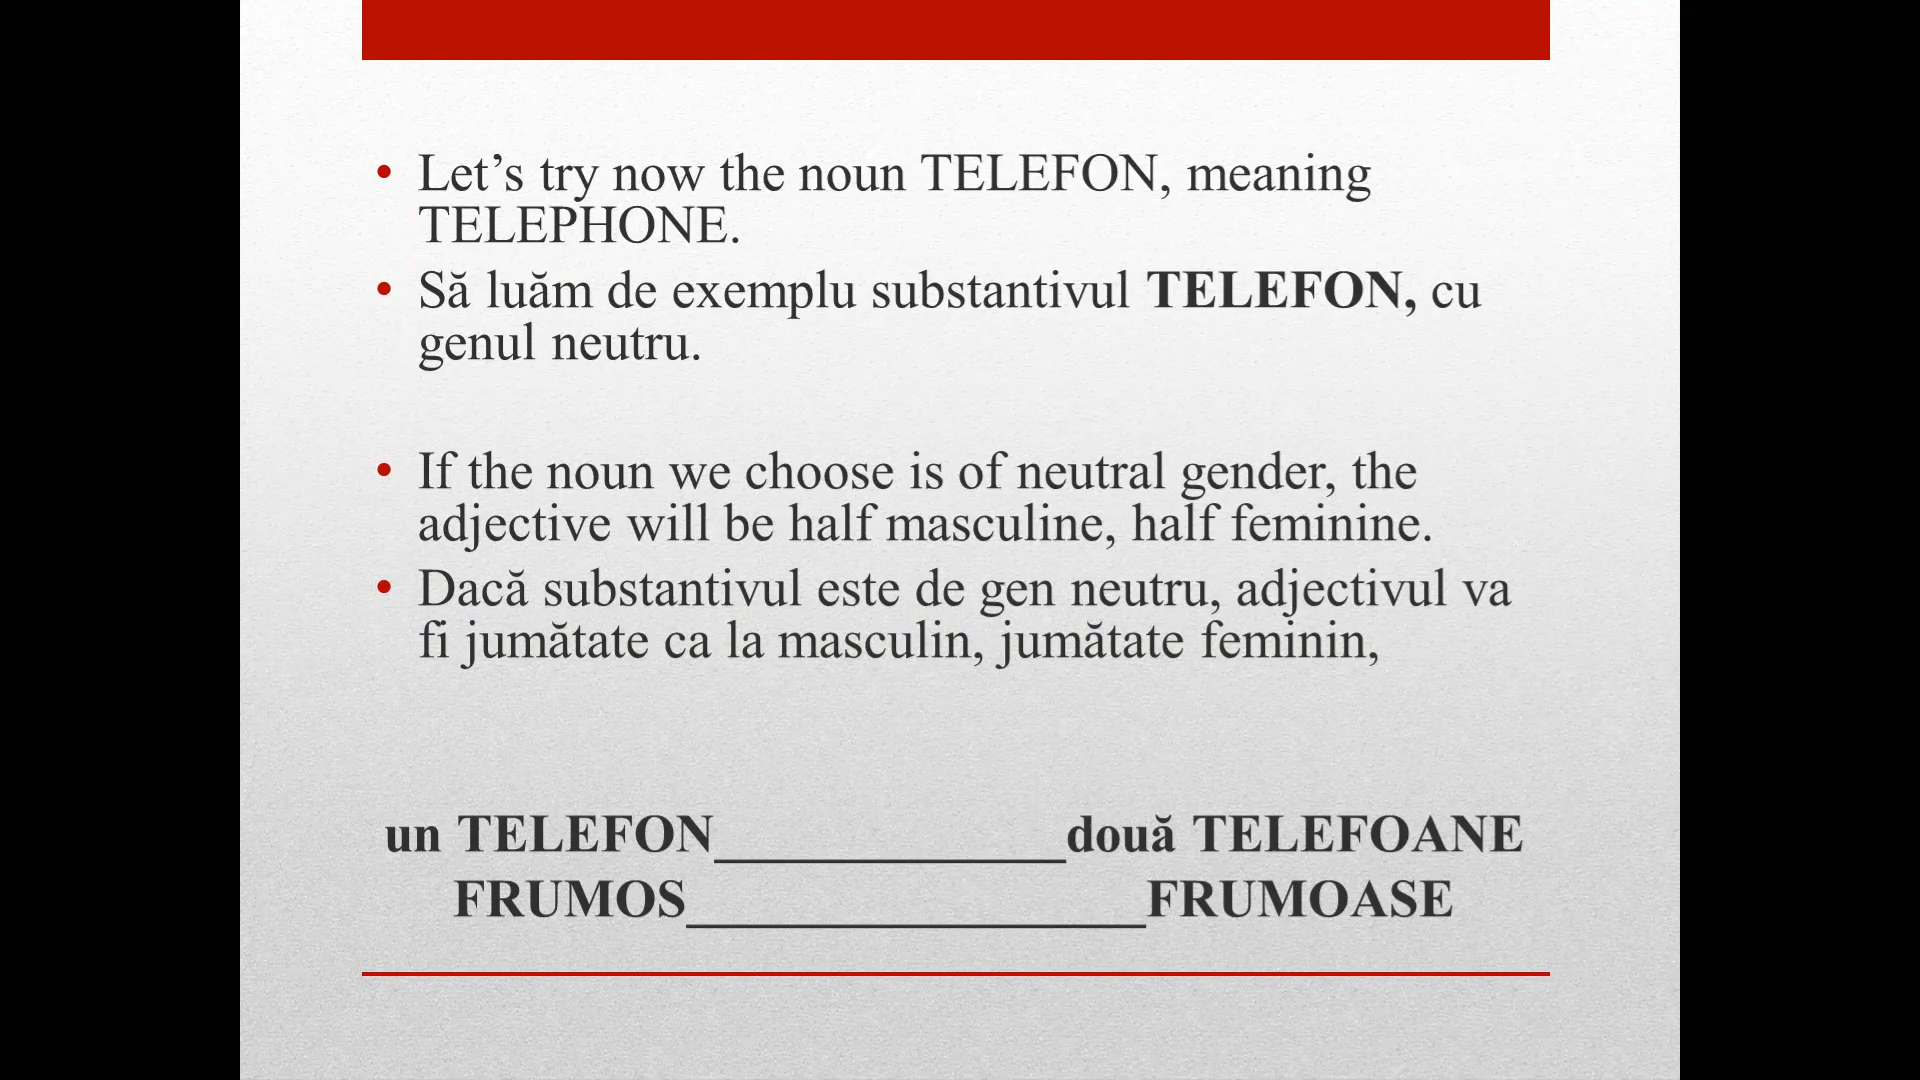 • Let’s try now the noun TELEFON, meaning
TELEPHONE.
• Să luăm de exemplu substantivul TELEFON, cu
genul neutru.
• If the noun we choose is of neutral gender, the
adjective will be half masculine, half feminine.
• Dacă substantivul este de gen neutru, adjectivul va
fi jumătate ca la masculin, jumătate feminin,
un TELEFON_____________două TELEFOANE
FRUMOS_________________FRUMOASE